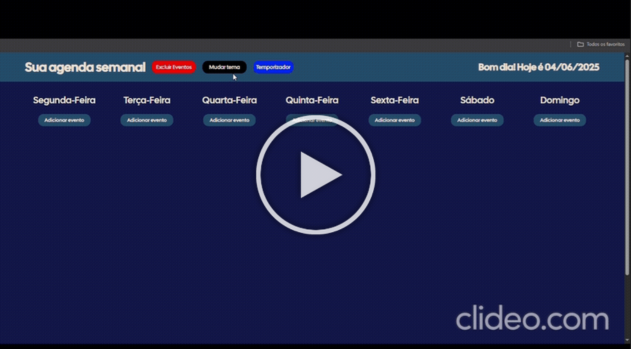 Todos os favoritos
Sua agenda semanal Excluir Eventos Mudar tema Temporizador Bom dia! Hoje é 04/06/2025
Segunda-Feira Terça-Feira Quarta-Feira Quinta-Feira Sexta-Feira Sábado Domingo
Adicionar evento Adicionar evento Adicionar evento Adicionar evento Adicionar evento Adicionar evento
clideo.com